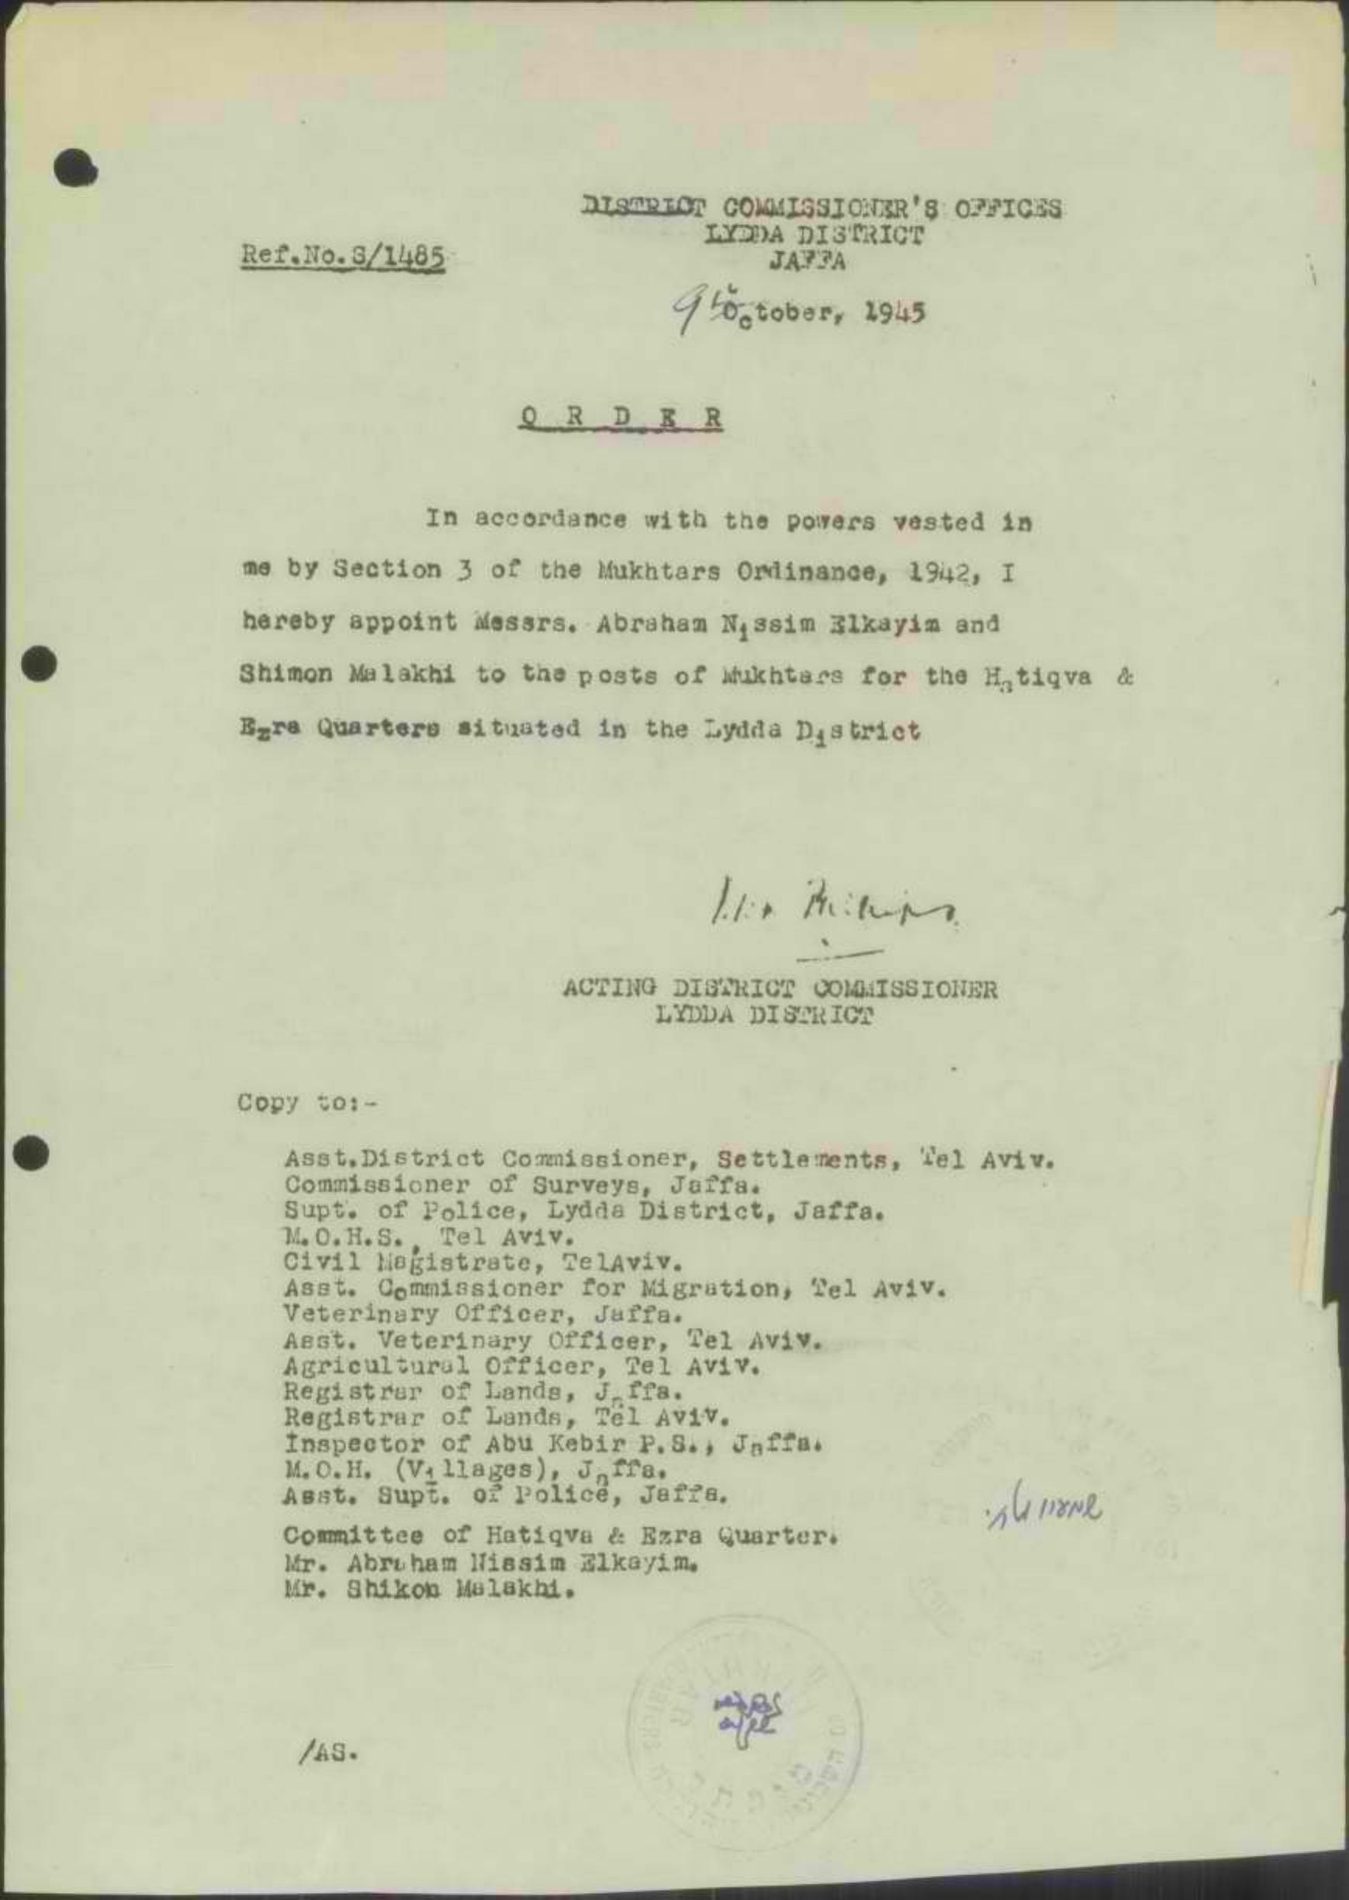 DISTRICT COMMISSIONER'S OFFICES
LYDDA DISTRICT
Ref.No.S/1485
JAFFA
9th October, 1945
O R D E R
In accordance with the powers vested in
me by Section 3 of the Mukhtars Ordinance, 1942, I
hereby appoint Messrs. Abraham Nissim Elkayim and
Shimon Malakhi to the posts of Mukhtars for the Hatiqva &
Ezra Quarters situated in the Lydda District
ACTING DISTRICT COMMISSIONER
LYDDA DISTRICT
Copy to:-
Asst.District Commissioner, Settlements, Tel Aviv.
Commissioner of Surveys, Jaffa.
Supt. of Police, Lydda District, Jaffa.
M.O.H.S., Tel Aviv.
Civil Magistrate, TelAviv.
Asst. Commissioner for Migration, Tel Aviv.
Veterinary Officer, Jaffa.
Asst. Veterinary Officer, Tel Aviv.
Agricultural Officer, Tel Aviv.
Registrar of Lands, Jaffa.
Registrar of Lands, Tel Aviv.
Inspector of Abu Kebir P.S., Jaffa.
M.O.H. (Villages), Jaffa.
Asst. Supt. of Police, Jaffa.
Committee of Hatiqva & Ezra Quarter.
Mr. Abraham Nissim Elkayim.
Mr. Shikom Malakhi.
/AS.